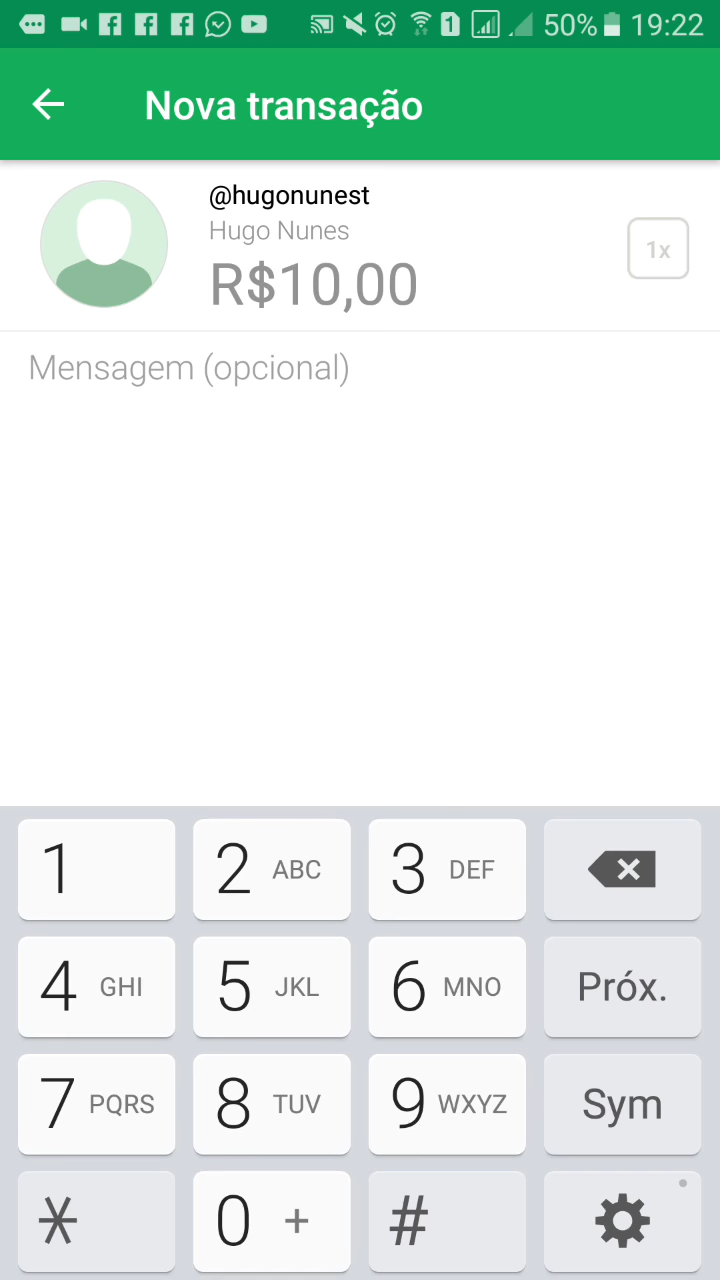 1 50% 19:22
Nova transação
@hugonunest
Hugo Nunes
R$10,00
1x
Mensagem (opcional)
1 2 ABC 3 DEF
4 GHI 5 JKL 6 MNO Próx.
7 PQRS 8 TUV 9 WXYZ Sym
* 0 + #